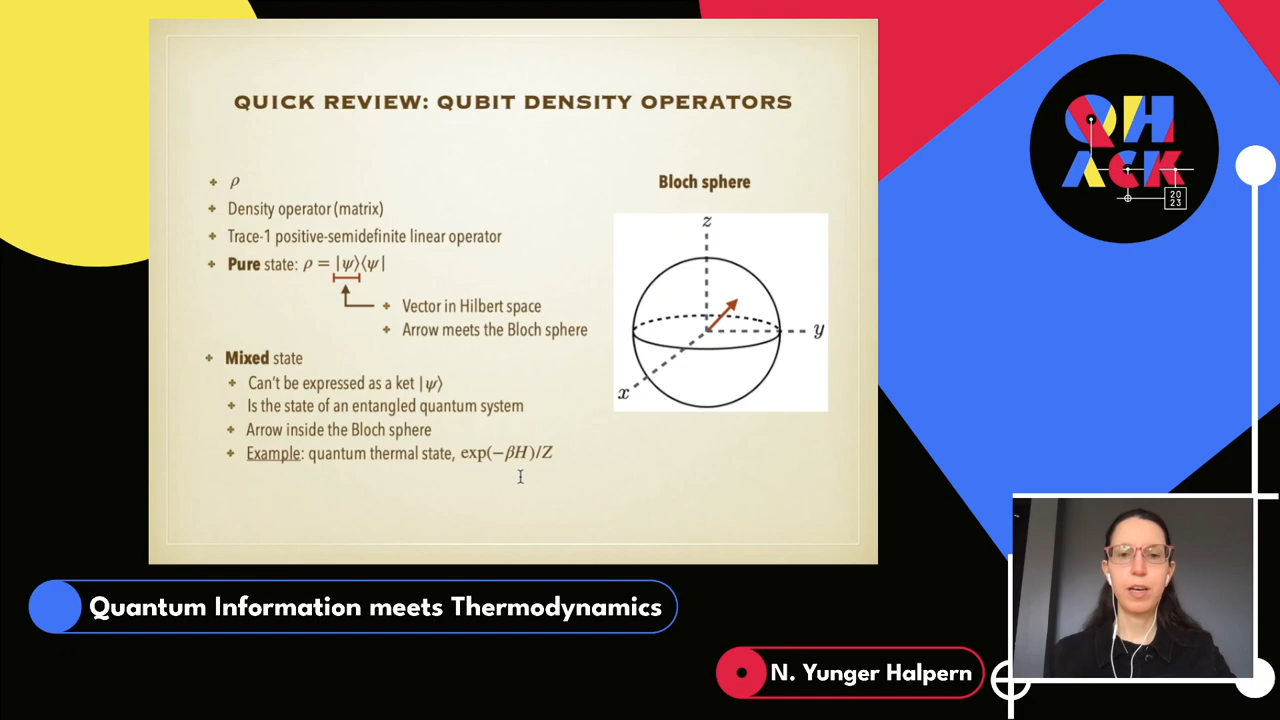 QUICK REVIEW: QUBIT DENSITY OPERATORS
ρ
Density operator (matrix)
Trace-1 positive-semidefinite linear operator
Pure state: ρ = |ψ⟩⟨ψ|
Vector in Hilbert space
Arrow meets the Bloch sphere
Mixed state
Can't be expressed as a ket |ψ⟩
Is the state of an entangled quantum system
Arrow inside the Bloch sphere
Example: quantum thermal state, exp(−βH)/Z
Bloch sphere
z
y
x
QH
ACK
20
23
Quantum Information meets Thermodynamics
N. Yunger Halpern